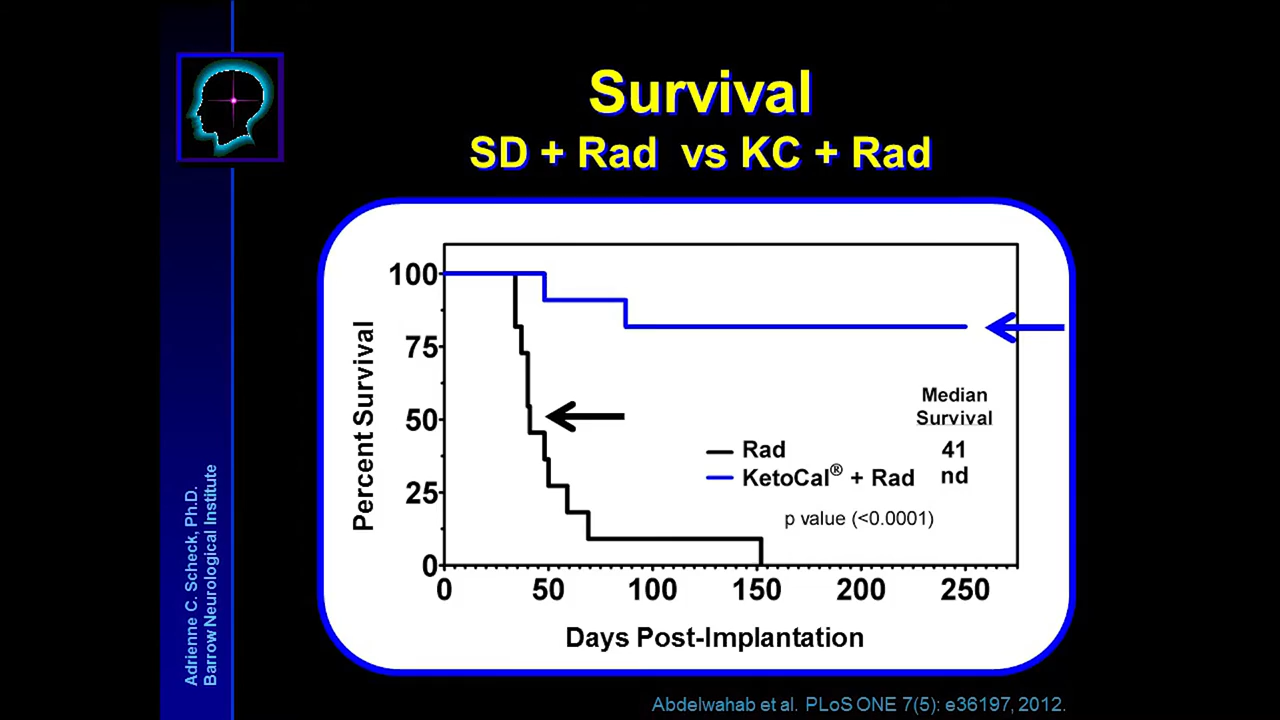 Survival
SD + Rad vs KC + Rad
100
75
50
25
0
Percent Survival
0 50 100 150 200 250
Days Post-Implantation
Median
Survival
Rad 41
KetoCal® + Rad nd
p value (<0.0001)
Adrienne C. Scheck, Ph.D.
Barrow Neurological Institute
Abdelwahab et al. PLoS ONE 7(5): e36197, 2012.